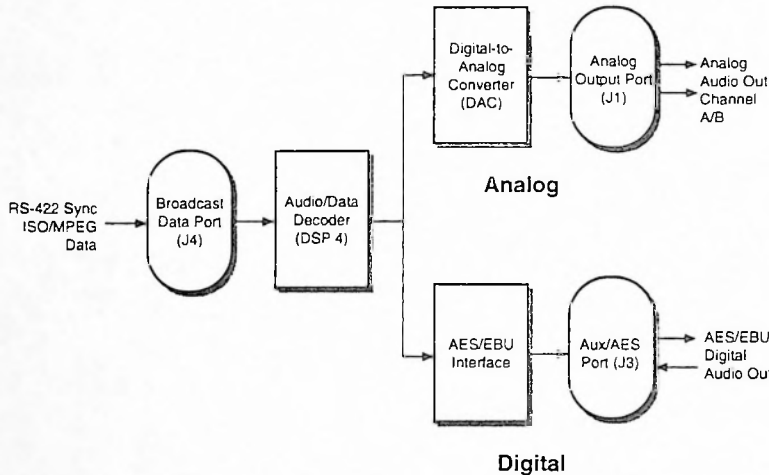 RS-422 Sync
ISO/MPEG
Data
Broadcast
Data Port
(J4)
Audio/Data
Decoder
(DSP 4)
Digital-to-
Analog
Converter
(DAC)
Analog
Output Port
(J1)
Analog
Audio Out
Channel
A/B
Analog
AES/EBU
Interface
Aux/AES
Port (J3)
AES/EBU
Digital
Audio Out
Digital